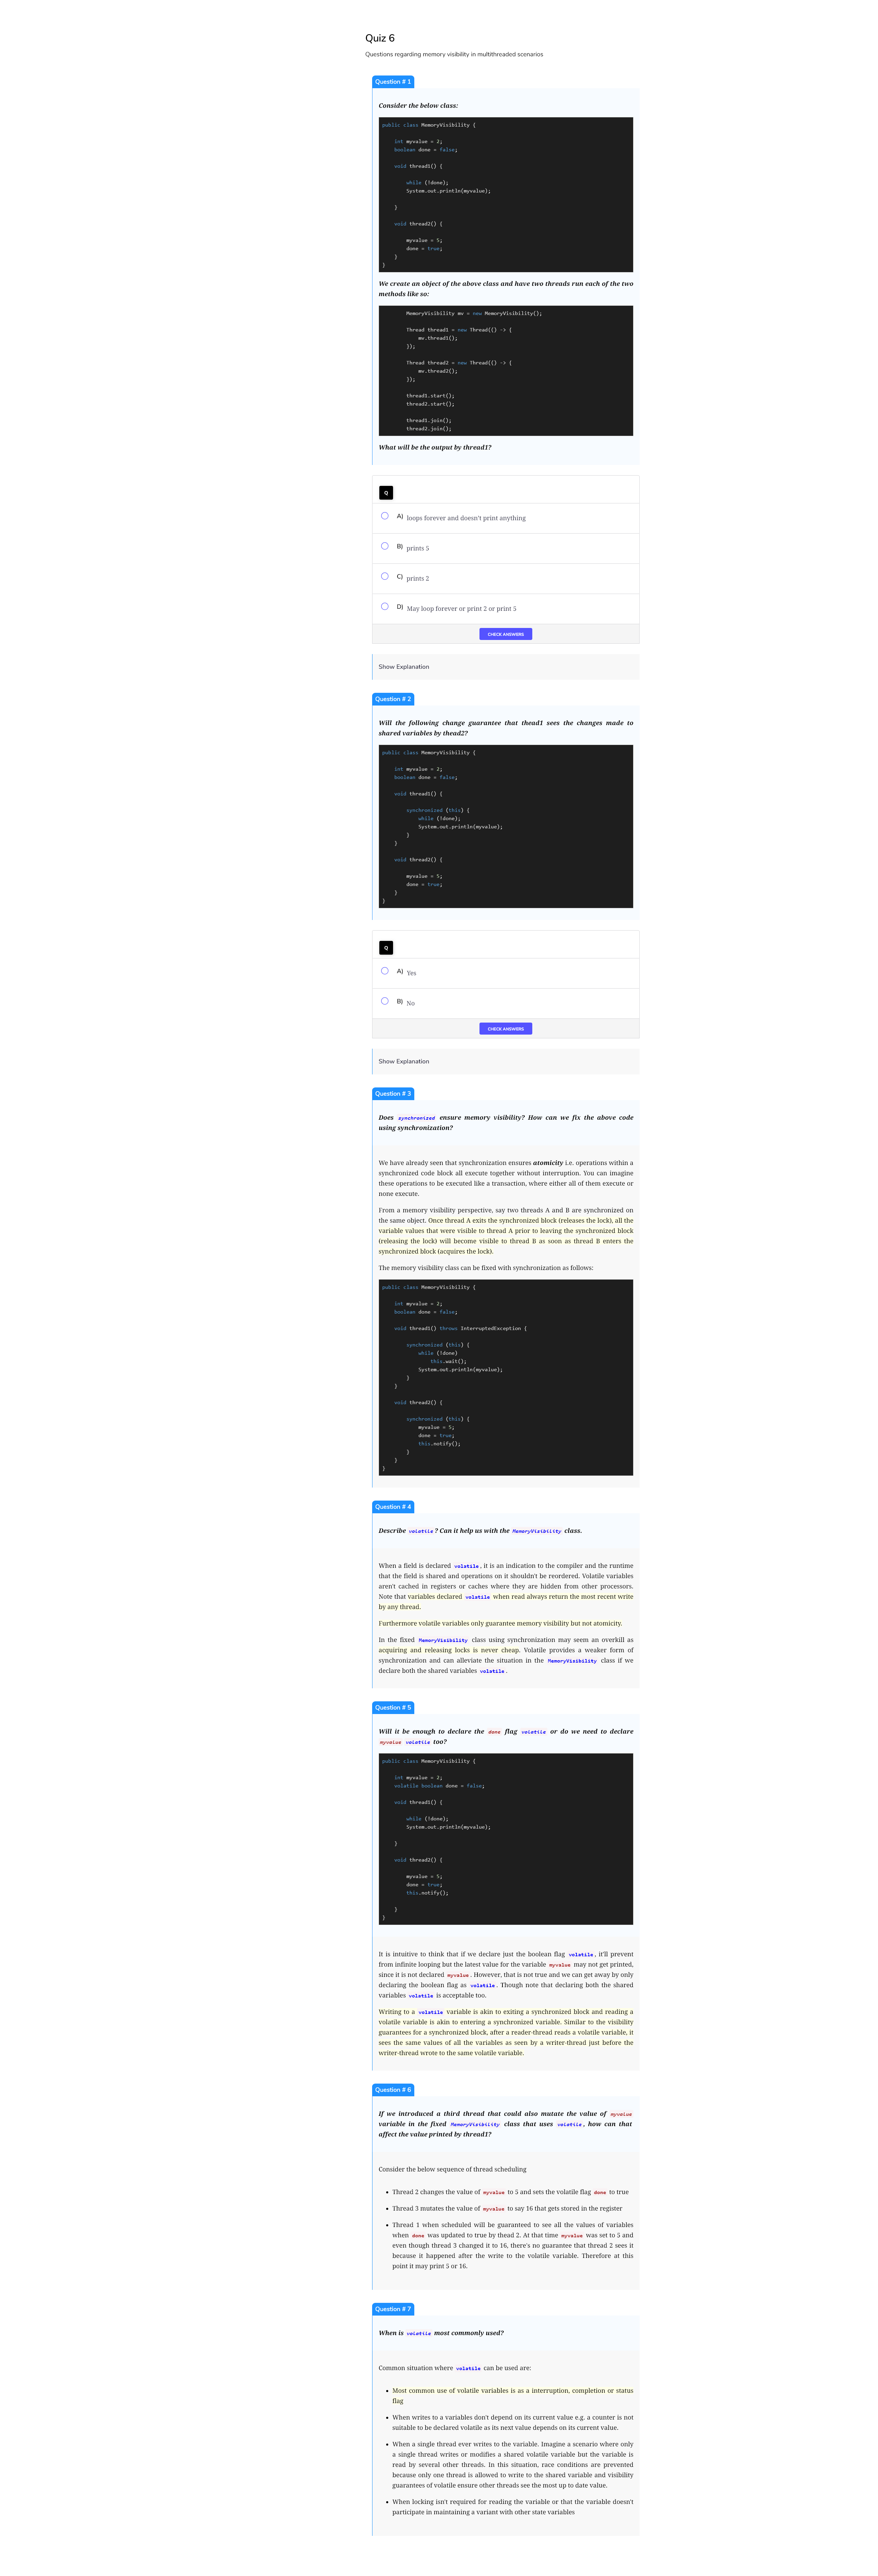 Quiz 6
Questions regarding memory visibility in multithreaded scenarios
Question # 1
Consider the below class:
public class MemoryVisibility {
int myvalue = 2;
boolean done = false;
void thread1() {
while (!done);
System.out.println(myvalue);
}
void thread2() {
myvalue = 5;
done = true;
}
}
We create an object of the above class and have two threads run each of the two
methods like so:
MemoryVisibility mv = new MemoryVisibility();
Thread thread1 = new Thread(() -> {
mv.thread1();
});
Thread thread2 = new Thread(() -> {
mv.thread2();
});
thread1.start();
thread2.start();
thread1.join();
thread2.join();
What will be the output by thread1?
Q
A) loops forever and doesn't print anything
B) prints 5
C) prints 2
D) May loop forever or print 2 or print 5
CHECK ANSWERS
Show Explanation
Question # 2
Will the following change guarantee that thead1 sees the changes made to
shared variables by thead2?
public class MemoryVisibility {
int myvalue = 2;
boolean done = false;
void thread1() {
synchronized (this) {
while (!done);
System.out.println(myvalue);
}
}
void thread2() {
myvalue = 5;
done = true;
}
}
Q
A) Yes
B) No
CHECK ANSWERS
Show Explanation
Question # 3
Does synchronized ensure memory visibility? How can we fix the above code
using synchronization?
We have already seen that synchronization ensures atomicity i.e. operations within a
synchronized code block all execute together without interruption. You can imagine
these operations to be executed like a transaction, where either all of them execute or
none execute.
From a memory visibility perspective, say two threads A and B are synchronized on
the same object. Once thread A exits the synchronized block (releases the lock), all the
variable values that were visible to thread A prior to leaving the synchronized block
(releasing the lock) will become visible to thread B as soon as thread B enters the
synchronized block (acquires the lock).
The memory visibility class can be fixed with synchronization as follows:
public class MemoryVisibility {
int myvalue = 2;
boolean done = false;
void thread1() throws InterruptedException {
synchronized (this) {
while (!done)
this.wait();
System.out.println(myvalue);
}
}
void thread2() {
synchronized (this) {
myvalue = 5;
done = true;
this.notify();
}
}
}
Question # 4
Describe volatile? Can it help us with the MemoryVisibility class.
When a field is declared volatile, it is an indication to the compiler and the runtime
that the field is shared and operations on it shouldn't be reordered. Volatile variables
aren't cached in registers or caches where they are hidden from other processors.
Note that variables declared volatile when read always return the most recent write
by any thread.
Furthermore volatile variables only guarantee memory visibility but not atomicity.
In the fixed MemoryVisibility class using synchronization may seem an overkill as
acquiring and releasing locks is never cheap. Volatile provides a weaker form of
synchronization and can alleviate the situation in the MemoryVisibility class if we
declare both the shared variables volatile.
Question # 5
Will it be enough to declare the done flag volatile or do we need to declare
myvalue volatile too?
public class MemoryVisibility {
int myvalue = 2;
volatile boolean done = false;
void thread1() {
while (!done);
System.out.println(myvalue);
}
void thread2() {
myvalue = 5;
done = true;
this.notify();
}
}
It is intuitive to think that if we declare just the boolean flag volatile, it'll prevent
from infinite looping but the latest value for the variable myvalue may not get printed,
since it is not declared myvalue. However, that is not true and we can get away by only
declaring the boolean flag as volatile. Though note that declaring both the shared
variables volatile is acceptable too.
Writing to a volatile variable is akin to exiting a synchronized block and reading a
volatile variable is akin to entering a synchronized variable. Similar to the visibility
guarantees for a synchronized block, after a reader-thread reads a volatile variable, it
sees the same values of all the variables as seen by a writer-thread just before the
writer-thread wrote to the same volatile variable.
Question # 6
If we introduced a third thread that could also mutate the value of myvalue
variable in the fixed MemoryVisibility class that uses volatile, how can that
affect the value printed by thread1?
Consider the below sequence of thread scheduling
• Thread 2 changes the value of myvalue to 5 and sets the volatile flag done to true
• Thread 3 mutates the value of myvalue to say 16 that gets stored in the register
• Thread 1 when scheduled will be guaranteed to see all the values of variables
when done was updated to true by thead 2. At that time myvalue was set to 5 and
even though thread 3 changed it to 16, there's no guarantee that thread 2 sees it
because it happened after the write to the volatile variable. Therefore at this
point it may print 5 or 16.
Question # 7
When is volatile most commonly used?
Common situation where volatile can be used are:
• Most common use of volatile variables is as a interruption, completion or status
flag
• When writes to a variables don't depend on its current value e.g. a counter is not
suitable to be declared volatile as its next value depends on its current value.
• When a single thread ever writes to the variable. Imagine a scenario where only
a single thread writes or modifies a shared volatile variable but the variable is
read by several other threads. In this situation, race conditions are prevented
because only one thread is allowed to write to the shared variable and visibility
guarantees of volatile ensure other threads see the most up to date value.
• When locking isn't required for reading the variable or that the variable doesn't
participate in maintaining a variant with other state variables